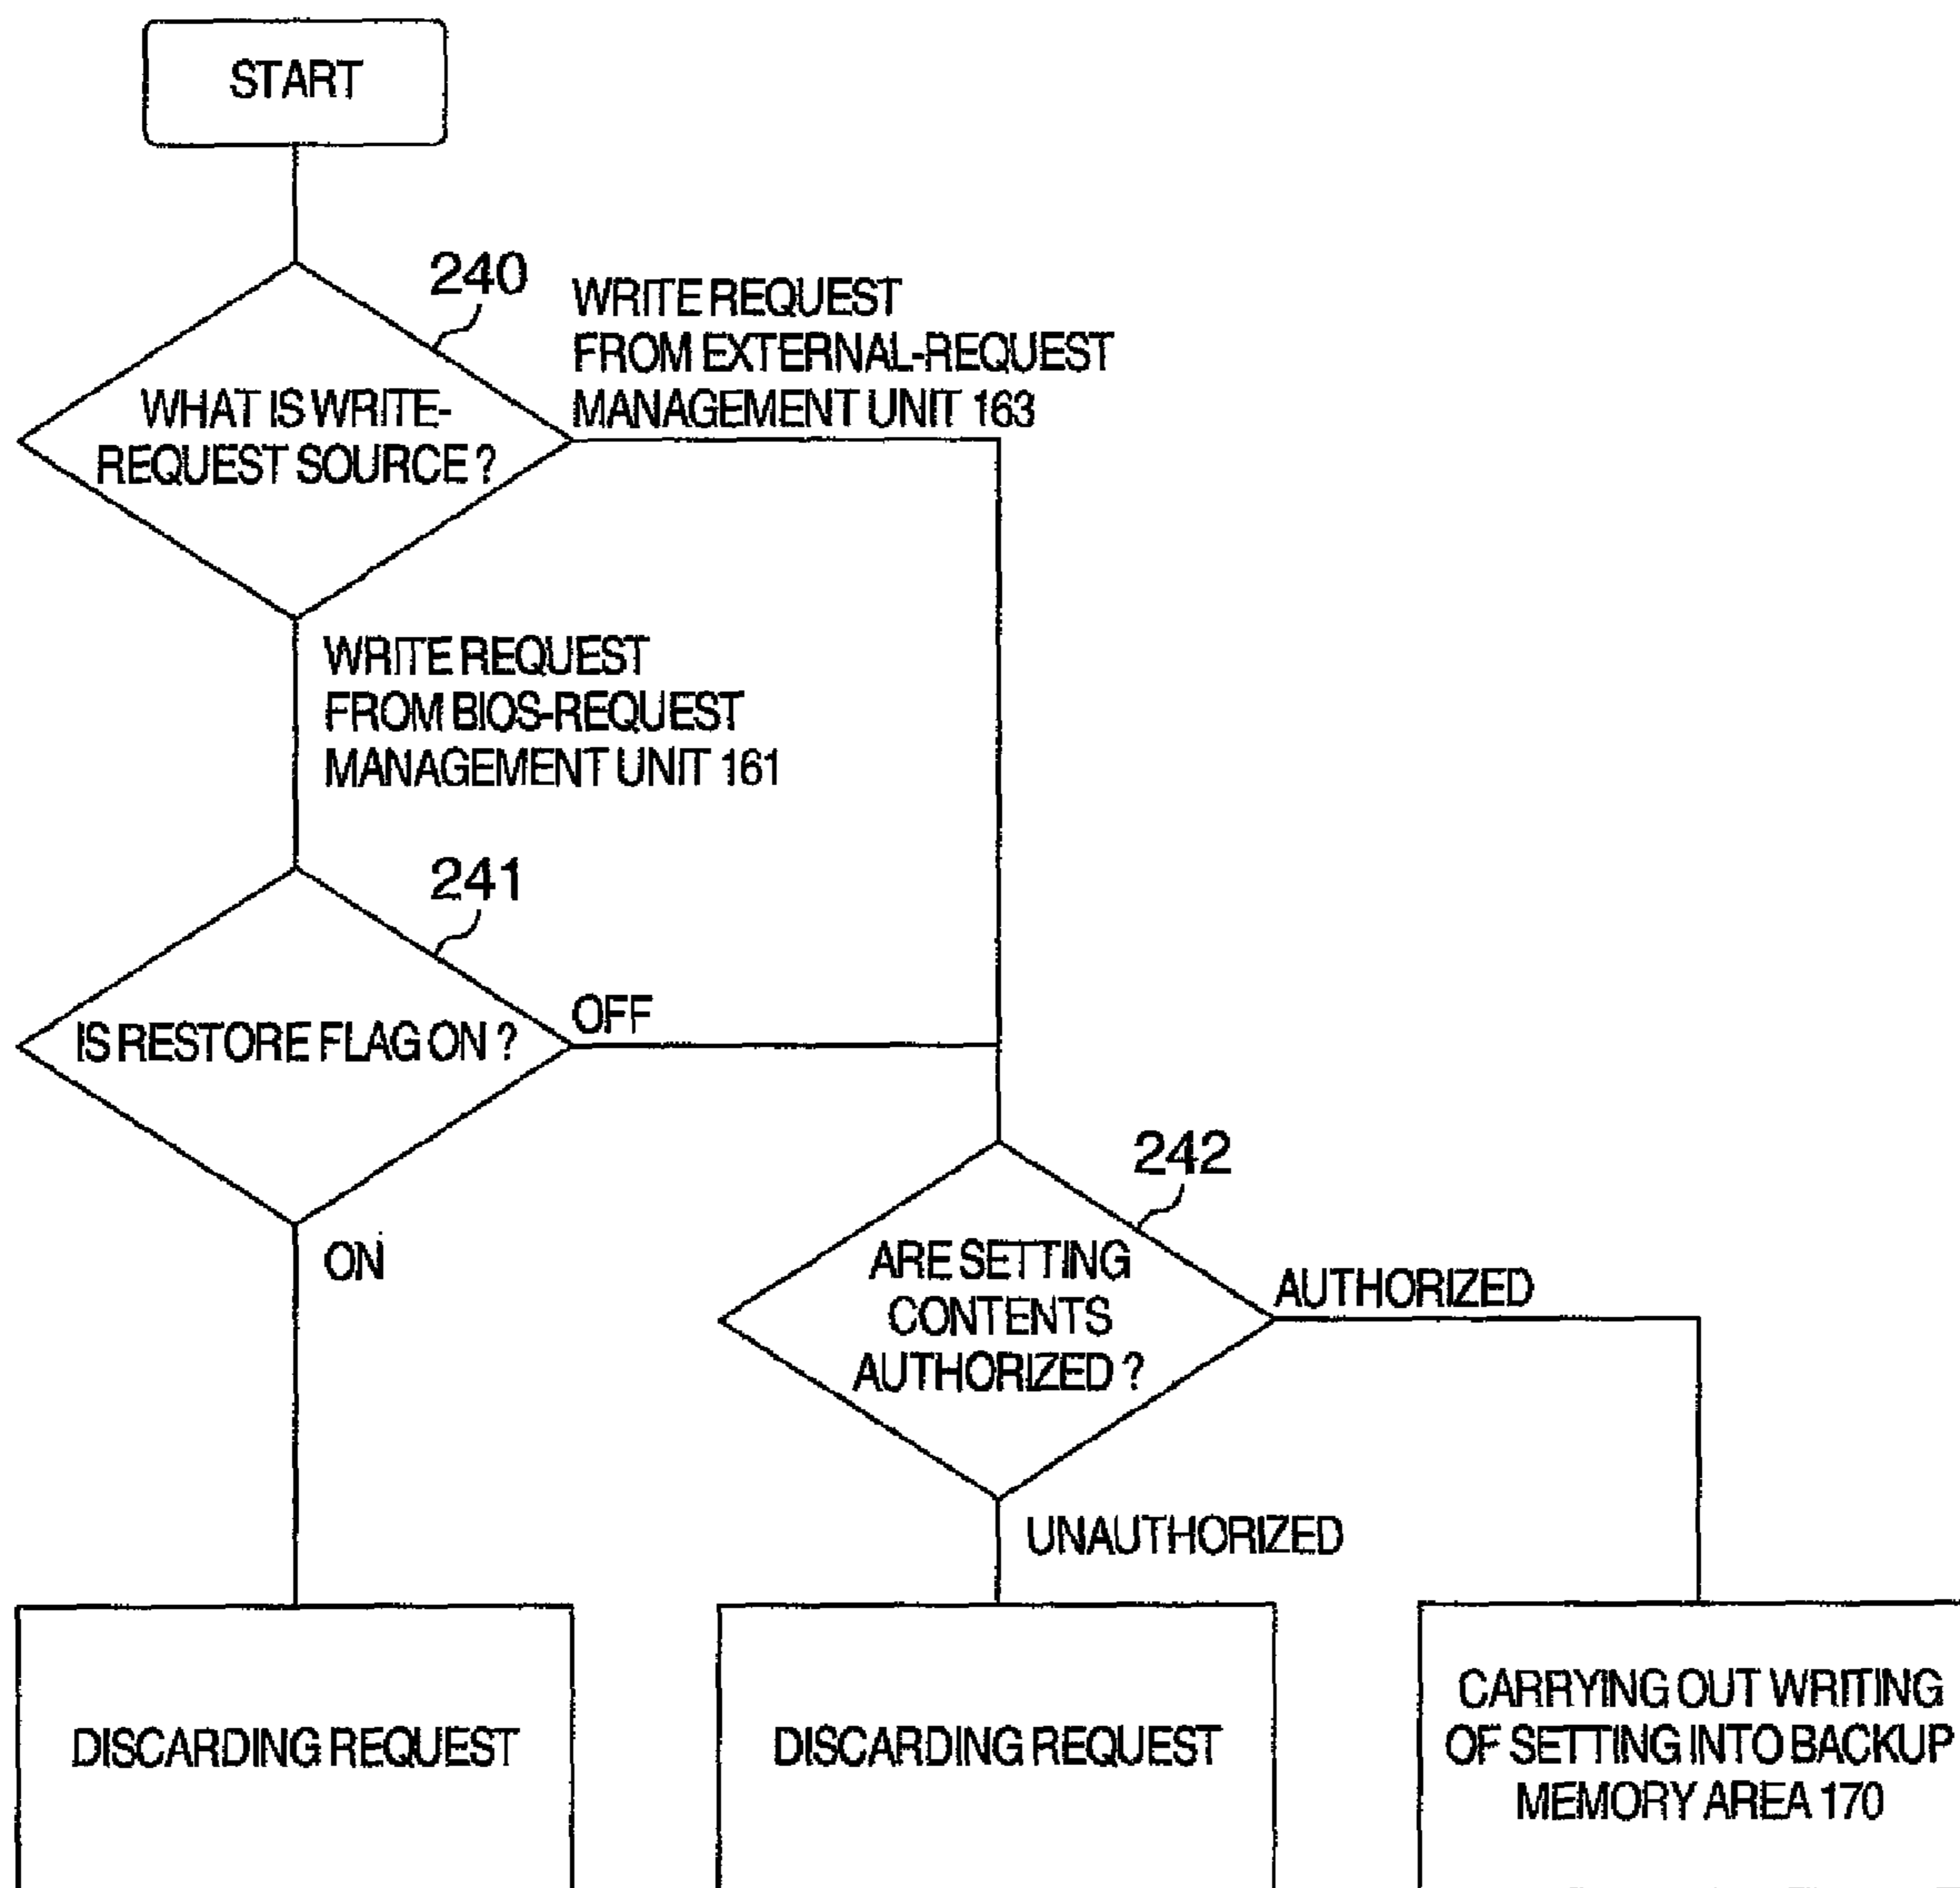 START
240
WRITE REQUEST
FROM EXTERNAL-REQUEST
MANAGEMENT UNIT 163
WHAT IS WRITE-
REQUEST SOURCE ?
WRITE REQUEST
FROM BIOS-REQUEST
MANAGEMENT UNIT 161
241
IS RESTORE FLAG ON ?
OFF
ON
242
ARE SETTING
CONTENTS
AUTHORIZED ?
AUTHORIZED
UNAUTHORIZED
DISCARDING REQUEST
DISCARDING REQUEST
CARRYING OUT WRITING
OF SETTING INTO BACKUP
MEMORY AREA 170